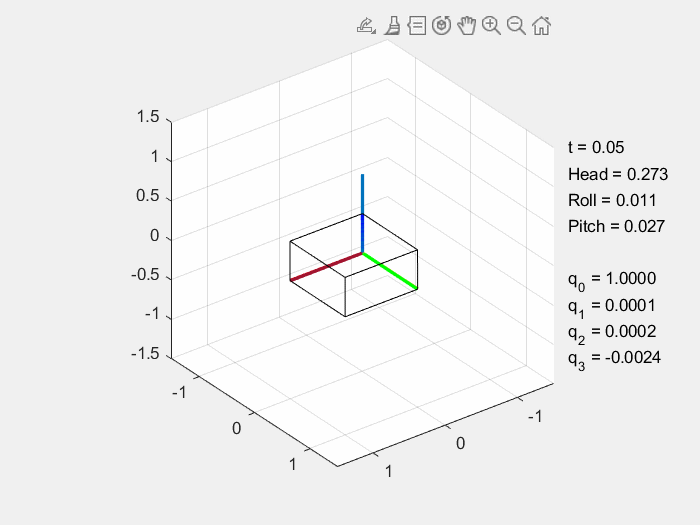 1.5
1
0.5
0
-0.5
-1
-1.5
-1
0
1
1
0
-1
t = 0.05
Head = 0.273
Roll = 0.011
Pitch = 0.027
q0 = 1.0000
q1 = 0.0001
q2 = 0.0002
q3 = -0.0024